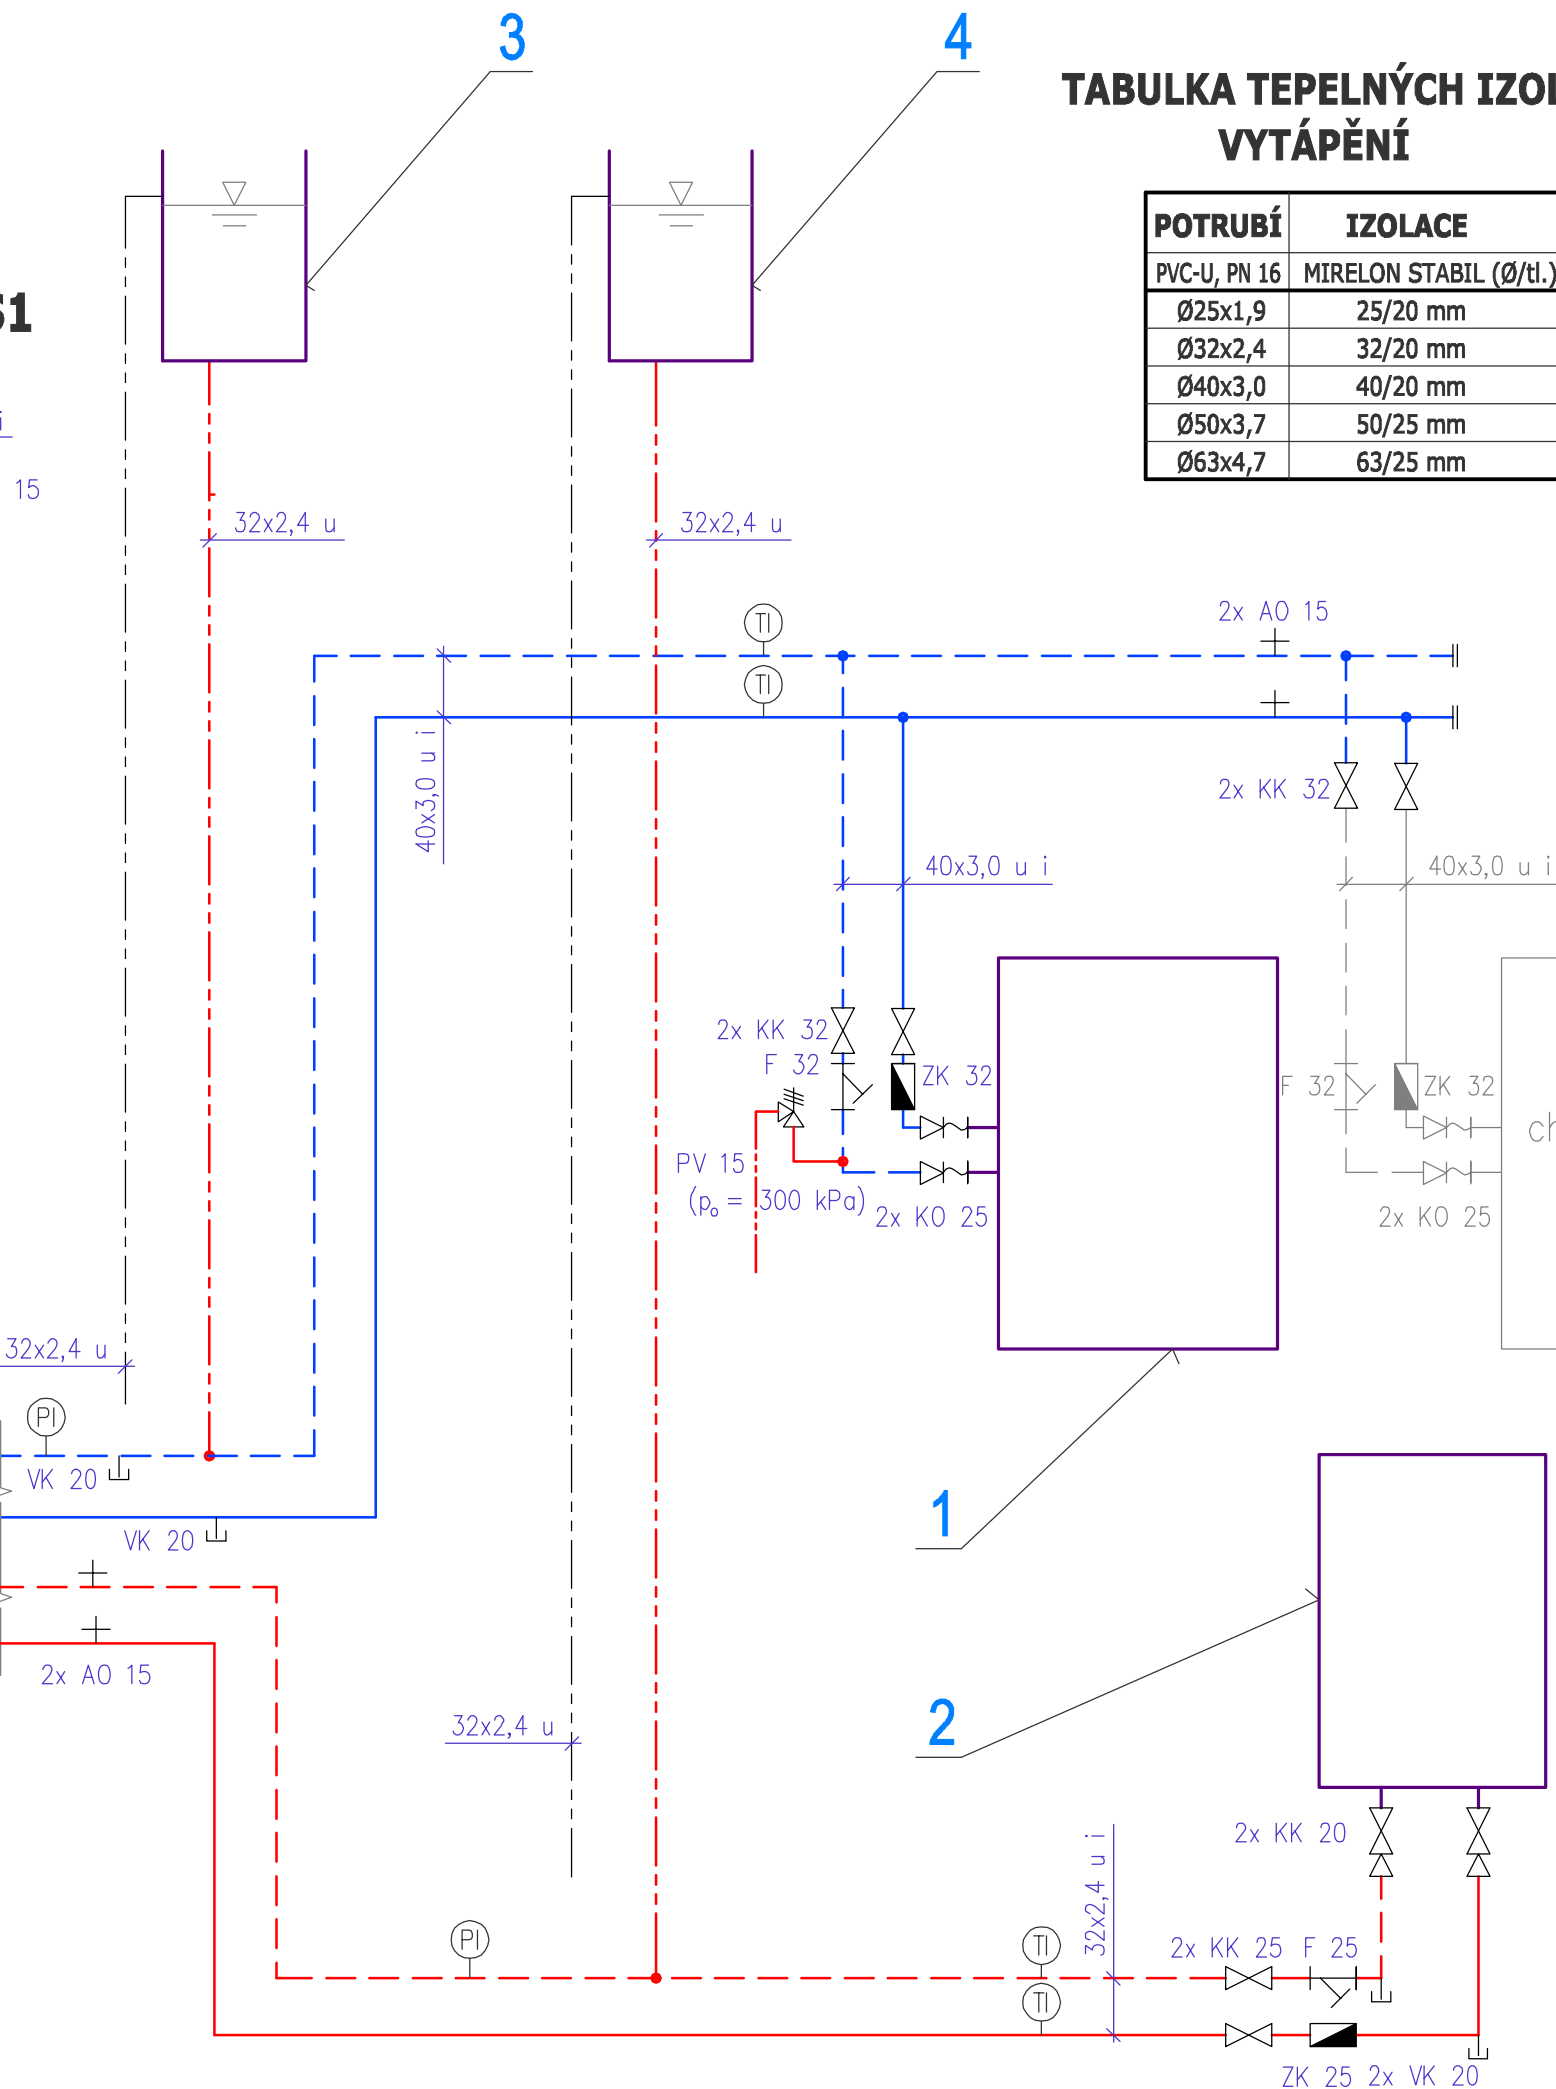 3
4
TABULKA TEPELNÝCH IZOL
VYTÁPĚNÍ
POTRUBÍ IZOLACE
PVC-U, PN 16 MIRELON STABIL (Ø/tl.)
Ø25x1,9 25/20 mm
Ø32x2,4 32/20 mm
Ø40x3,0 40/20 mm
Ø50x3,7 50/25 mm
Ø63x4,7 63/25 mm
1
i
15
32x2,4 u
32x2,4 u
TI
2x AO 15
TI
40x3,0 u i
2x KK 32
40x3,0 u i
40x3,0 u i
2x KK 32
F 32
ZK 32
F 32
ZK 32
PV 15
(po = 300 kPa)
2x KO 25
ch
2x KO 25
32x2,4 u
PI
VK 20
VK 20
1
2x AO 15
2
32x2,4 u
2x KK 20
32x2,4 u i
PI
TI
2x KK 25
F 25
TI
ZK 25
2x VK 20